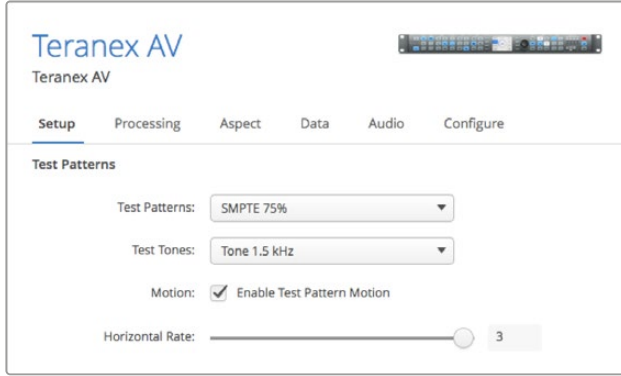 Teranex AV
Teranex AV
Setup Processing Aspect Data Audio Configure
Test Patterns
Test Patterns: SMPTE 75%
Test Tones: Tone 1.5 kHz
Motion: Enable Test Pattern Motion
Horizontal Rate: 3